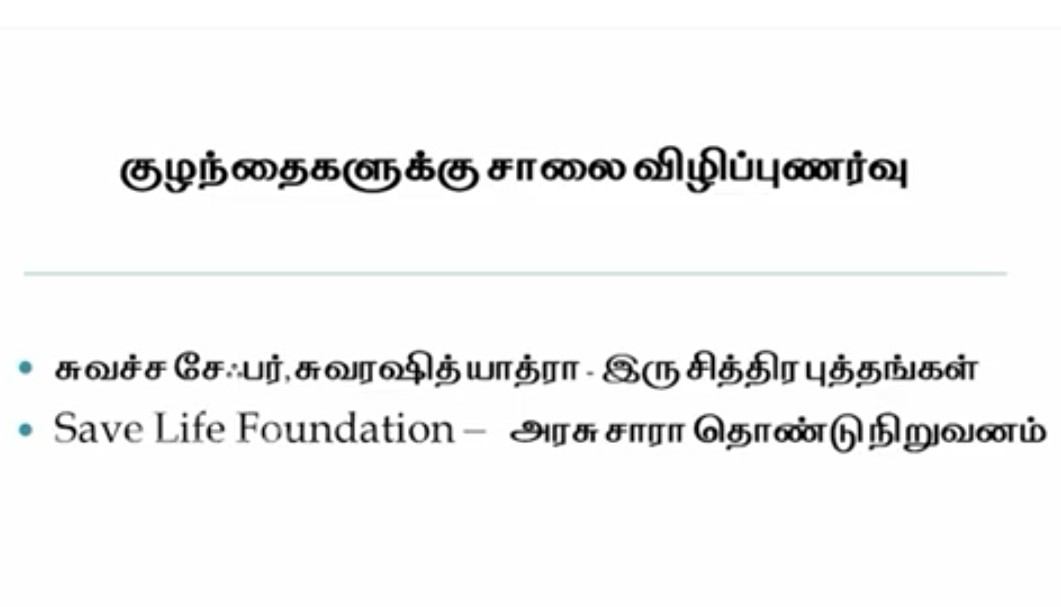 குழந்தைகளுக்கு சாலை விழிப்புணர்வு
• சுவச்ச சேஃபர், சுவரஷித் யாத்ரா - இரு சித்திர புத்தங்கள்
• Save Life Foundation – அரசு சாரா தொண்டு நிறுவனம்